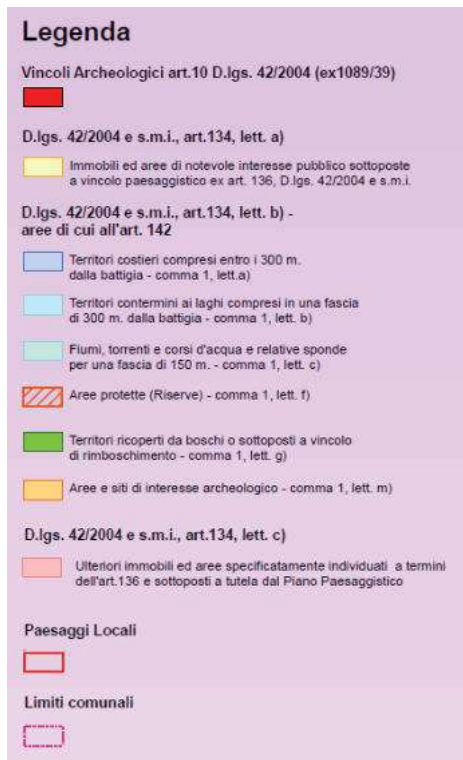 Legenda
Vincoli Archeologici art.10 D.lgs. 42/2004 (ex1089/39)
D.lgs. 42/2004 e s.m.i., art.134, lett. a)
Immobili ed aree di notevole interesse pubblico sottoposte
a vincolo paesaggistico ex art. 136, D.lgs. 42/2004 e s.m.i.
D.lgs. 42/2004 e s.m.i., art.134, lett. b) -
aree di cui all'art. 142
Territori costieri compresi entro i 300 m.
dalla battigia - comma 1, lett.a)
Territori contermini ai laghi compresi in una fascia
di 300 m. dalla battigia - comma 1, lett. b)
Fiumi, torrenti e corsi d'acqua e relative sponde
per una fascia di 150 m. - comma 1, lett. c)
Aree protette (Riserve) - comma 1, lett. f)
Territori ricoperti da boschi o sottoposti a vincolo
di rimboschimento - comma 1, lett. g)
Aree e siti di interesse archeologico - comma 1, lett. m)
D.lgs. 42/2004 e s.m.i., art.134, lett. c)
Ulteriori immobili ed aree specificatamente individuati a termini
dell'art.136 e sottoposti a tutela dal Piano Paesaggistico
Paesaggi Locali
Limiti comunali